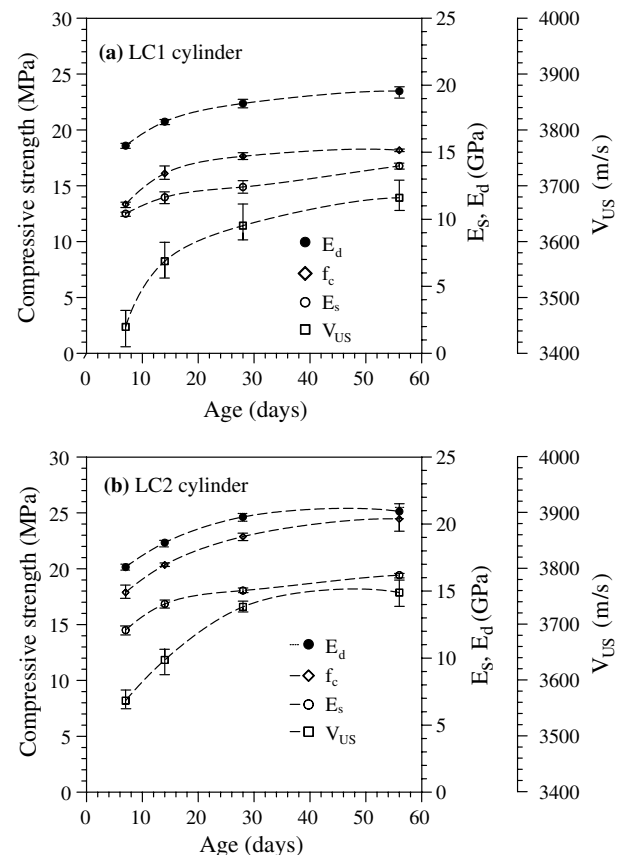 (a) LC1 cylinder
Compressive strength (MPa)
30
25
20
15
10
5
0
25
20
15
10
5
0
E_S, E_d (GPa)
4000
3900
3800
3700
3600
3500
3400
V_US (m/s)
E_d
f_c
E_s
V_US
0 10 20 30 40 50 60
Age (days)
(b) LC2 cylinder
Compressive strength (MPa)
30
25
20
15
10
5
0
25
20
15
10
5
0
E_S, E_d (GPa)
4000
3900
3800
3700
3600
3500
3400
V_US (m/s)
E_d
f_c
E_s
V_US
0 10 20 30 40 50 60
Age (days)